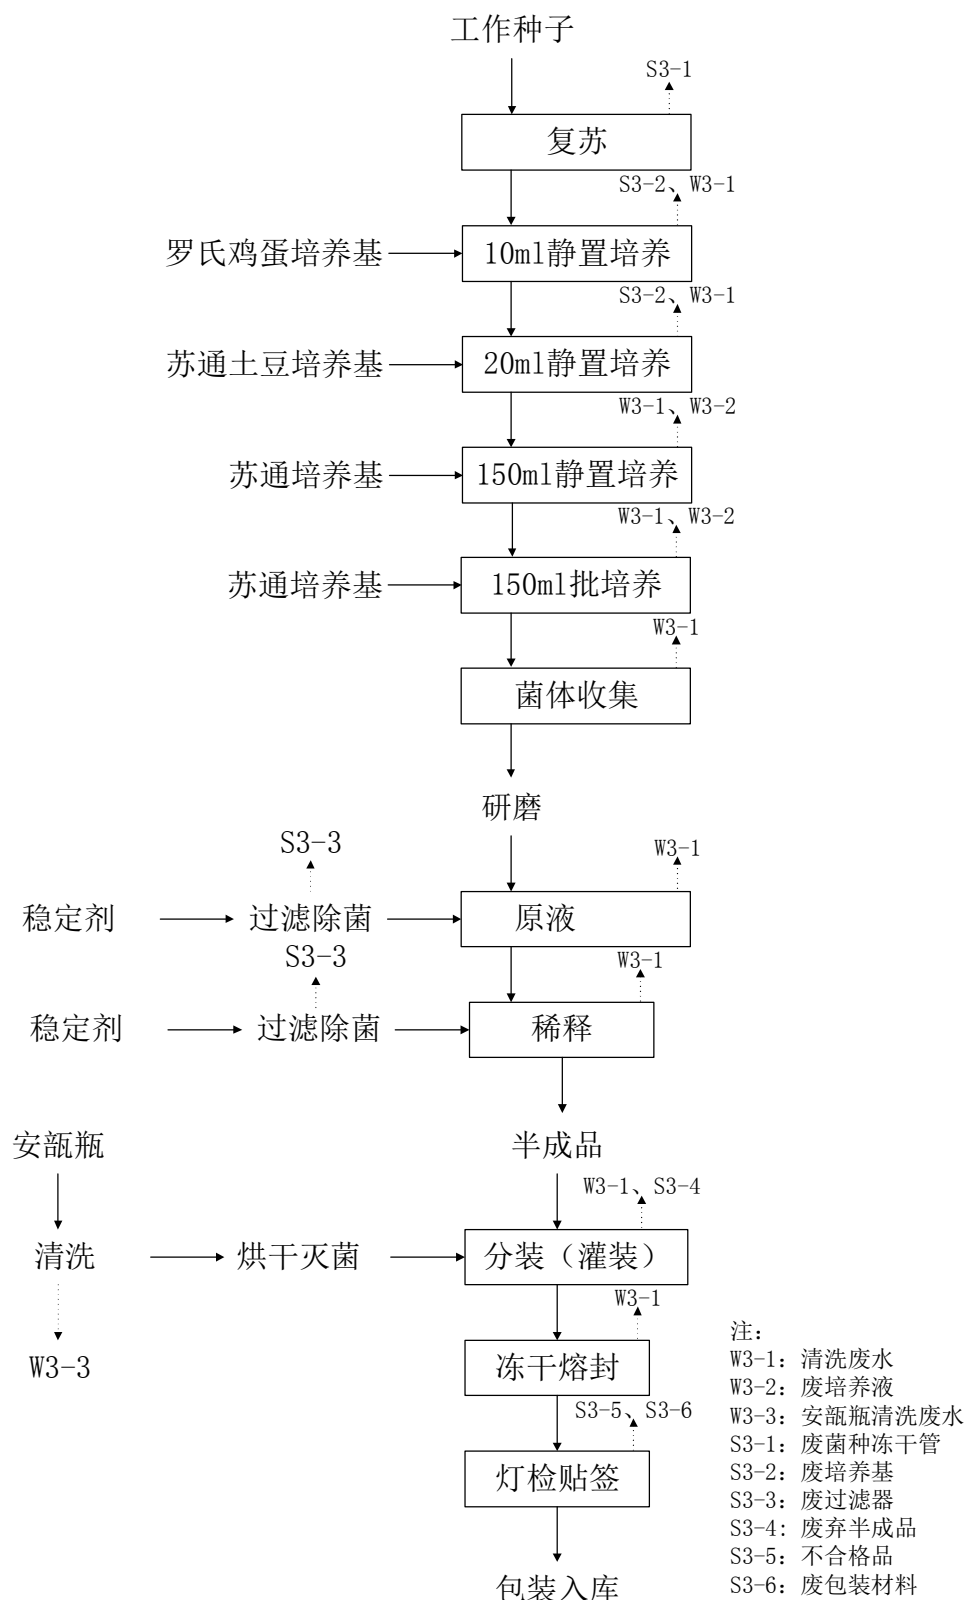 工作种子
S3-1
复苏
S3-2、W3-1
罗氏鸡蛋培养基
10ml静置培养
S3-2、W3-1
苏通土豆培养基
20ml静置培养
W3-1、W3-2
苏通培养基
150ml静置培养
W3-1、W3-2
苏通培养基
150ml批培养
W3-1
菌体收集
研磨
S3-3
W3-1
稳定剂
过滤除菌
原液
S3-3
W3-1
稳定剂
过滤除菌
稀释
安瓿瓶
半成品
W3-1、S3-4
清洗
烘干灭菌
分装（灌装）
W3-1
W3-3
冻干熔封
S3-5、S3-6
灯检贴签
包装入库
注：
W3-1：清洗废水
W3-2：废培养液
W3-3：安瓿瓶清洗废水
S3-1：废菌种冻干管
S3-2：废培养基
S3-3：废过滤器
S3-4：废弃半成品
S3-5：不合格品
S3-6：废包装材料